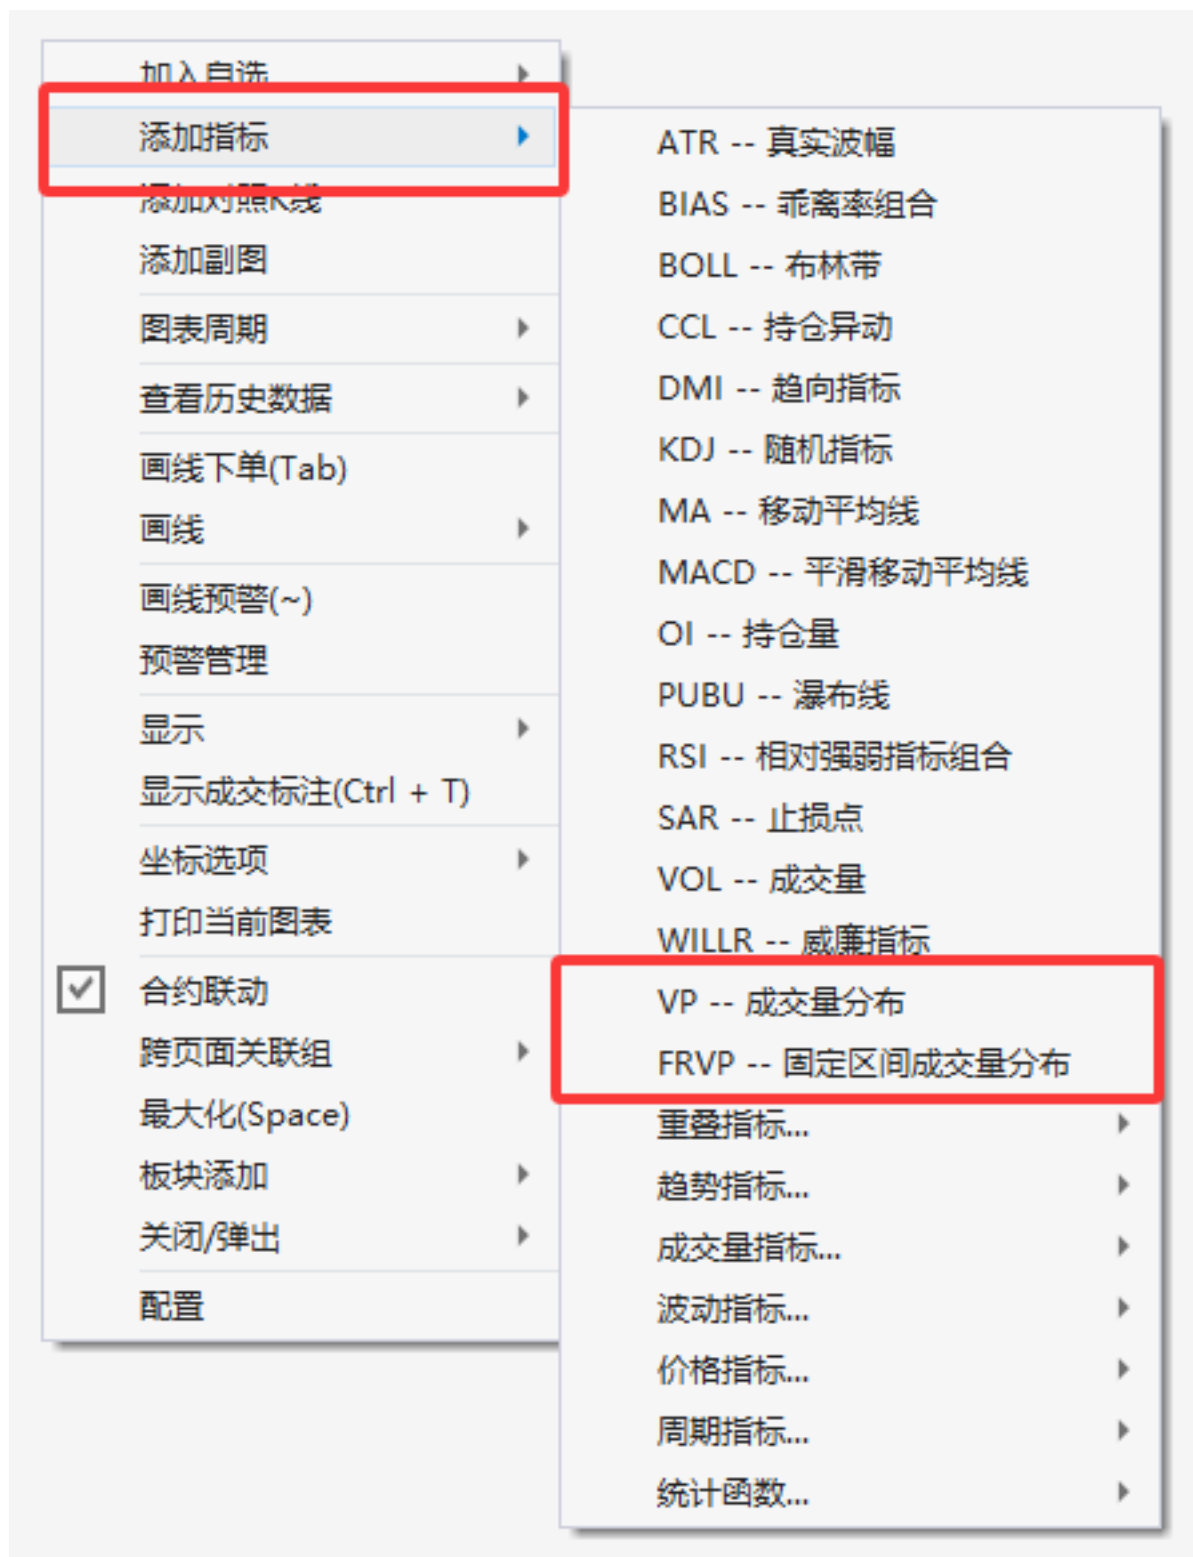 加入自选
添加指标
添加对照K线
添加副图
图表周期
查看历史数据
画线下单(Tab)
画线
画线预警(~)
预警管理
显示
显示成交标注(Ctrl + T)
坐标选项
打印当前图表
合约联动
跨页面关联组
最大化(Space)
板块添加
关闭/弹出
配置
ATR -- 真实波幅
BIAS -- 乖离率组合
BOLL -- 布林带
CCL -- 持仓异动
DMI -- 趋向指标
KDJ -- 随机指标
MA -- 移动平均线
MACD -- 平滑移动平均线
OI -- 持仓量
PUBU -- 瀑布线
RSI -- 相对强弱指标组合
SAR -- 止损点
VOL -- 成交量
WILLR -- 威廉指标
VP -- 成交量分布
FRVP -- 固定区间成交量分布
重叠指标...
趋势指标...
成交量指标...
波动指标...
价格指标...
周期指标...
统计函数...